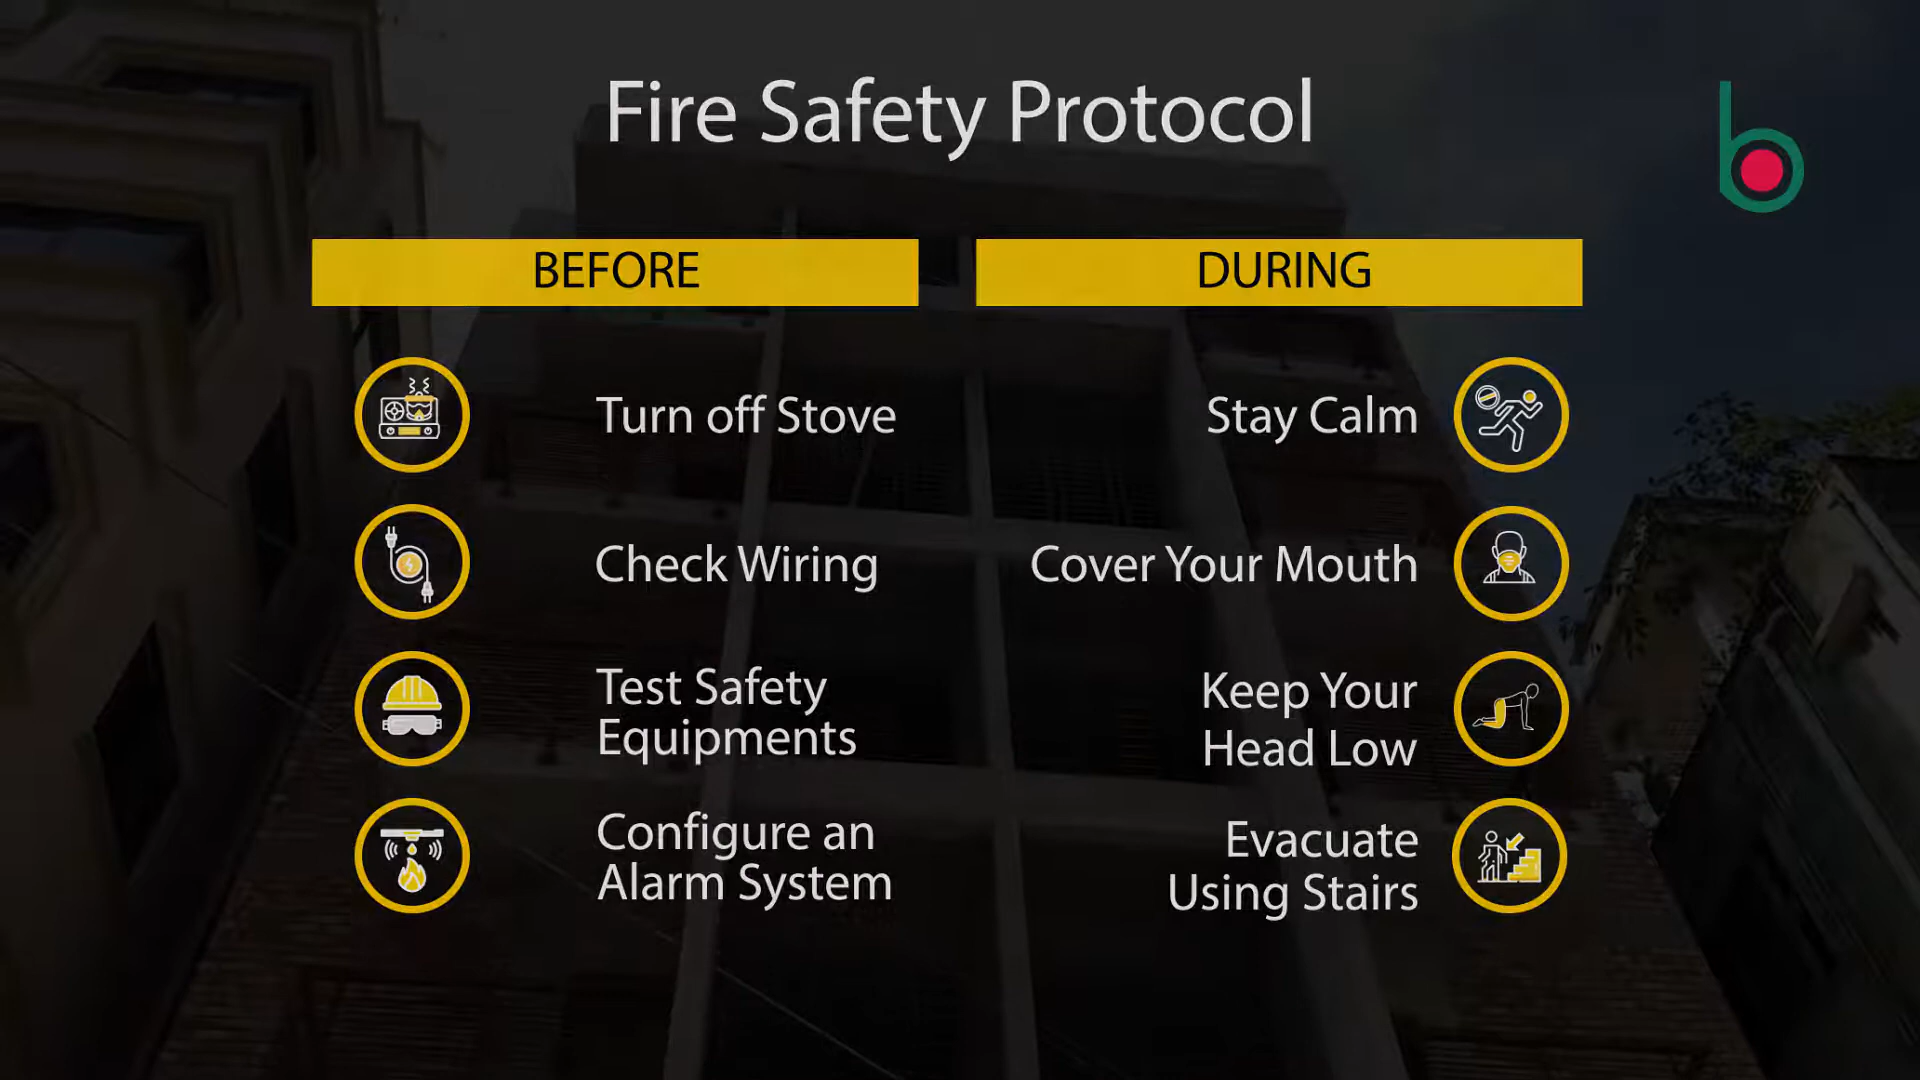 Fire Safety Protocol
BEFORE
Turn off Stove
Check Wiring
Test Safety
Equipments
Configure an
Alarm System
DURING
Stay Calm
Cover Your Mouth
Keep Your
Head Low
Evacuate
Using Stairs